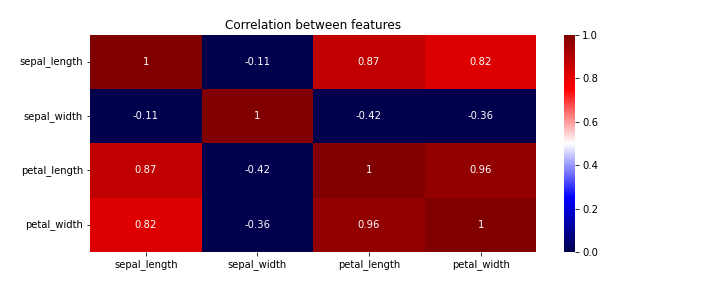 Correlation between features
sepal_length 1 -0.11 0.87 0.82
sepal_width -0.11 1 -0.42 -0.36
petal_length 0.87 -0.42 1 0.96
petal_width 0.82 -0.36 0.96 1
sepal_length sepal_width petal_length petal_width
1.0
0.8
0.6
0.4
0.2
0.0